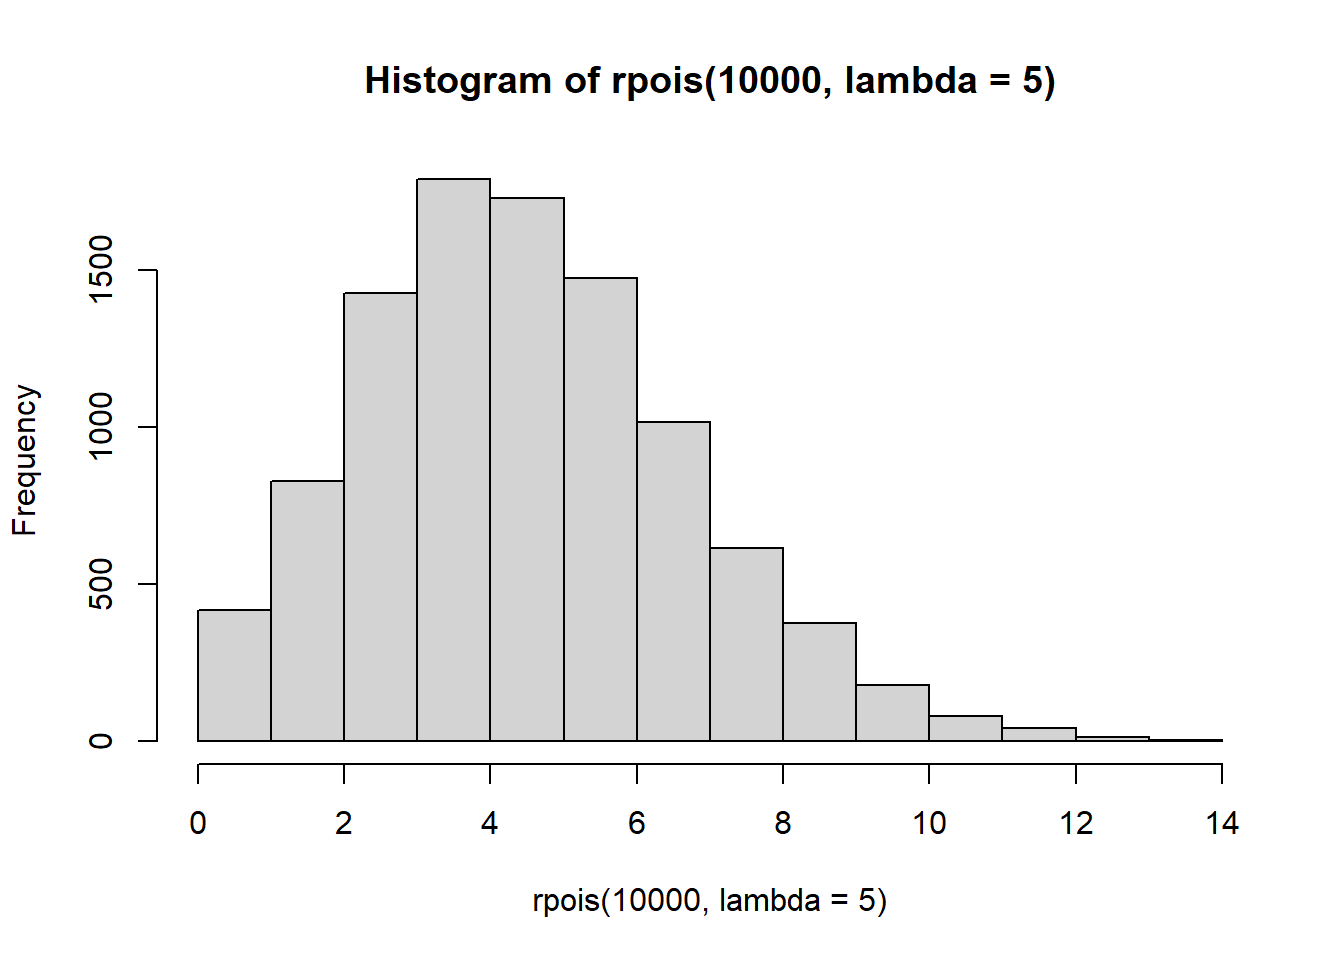 Histogram of rpois(10000, lambda = 5)
Frequency
1500
1000
500
0
0 2 4 6 8 10 12 14
rpois(10000, lambda = 5)